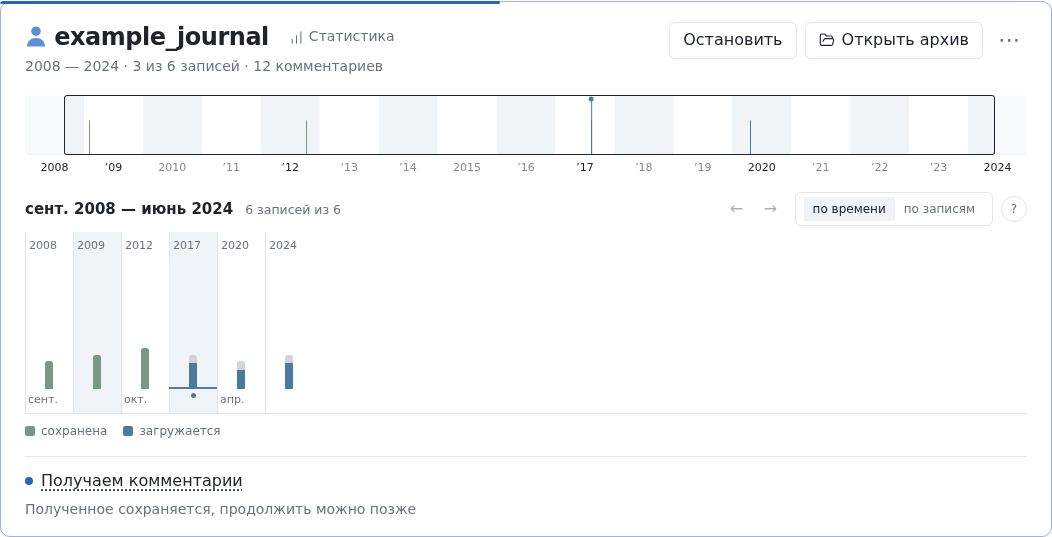 example_journal Статистика Остановить Открыть архив ···
2008 — 2024 · 3 из 6 записей · 12 комментариев
2008 ’09 2010 ’11 ’12 ’13 ’14 2015 ’16 ’17 ’18 ’19 2020 ’21 ’22 ’23 2024
сент. 2008 — июнь 2024 6 записей из 6 ← → по времени по записям ?
2008 2009 2012 2017 2020 2024
сент. окт. апр.
сохранена загружается
Получаем комментарии
Полученное сохраняется, продолжить можно позже